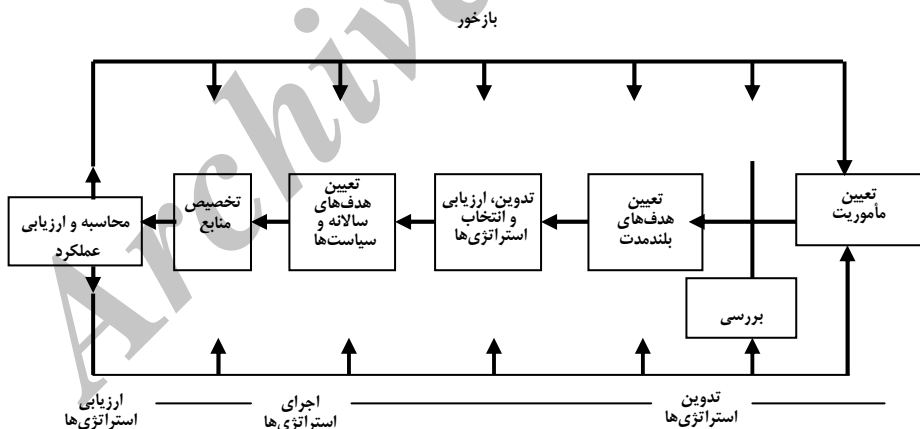 بازخور
تعیین
مأموریت
تعیین
هدف‌های
بلندمدت
تدوین، ارزیابی
و انتخاب
استراتژی‌ها
تعیین
هدف‌های
سالانه و
سیاست‌ها
تخصیص
منابع
محاسبه و ارزیابی
عملکرد
بررسی
تدوین
استراتژی‌ها
اجرای
استراتژی‌ها
ارزیابی
استراتژی‌ها
Archive